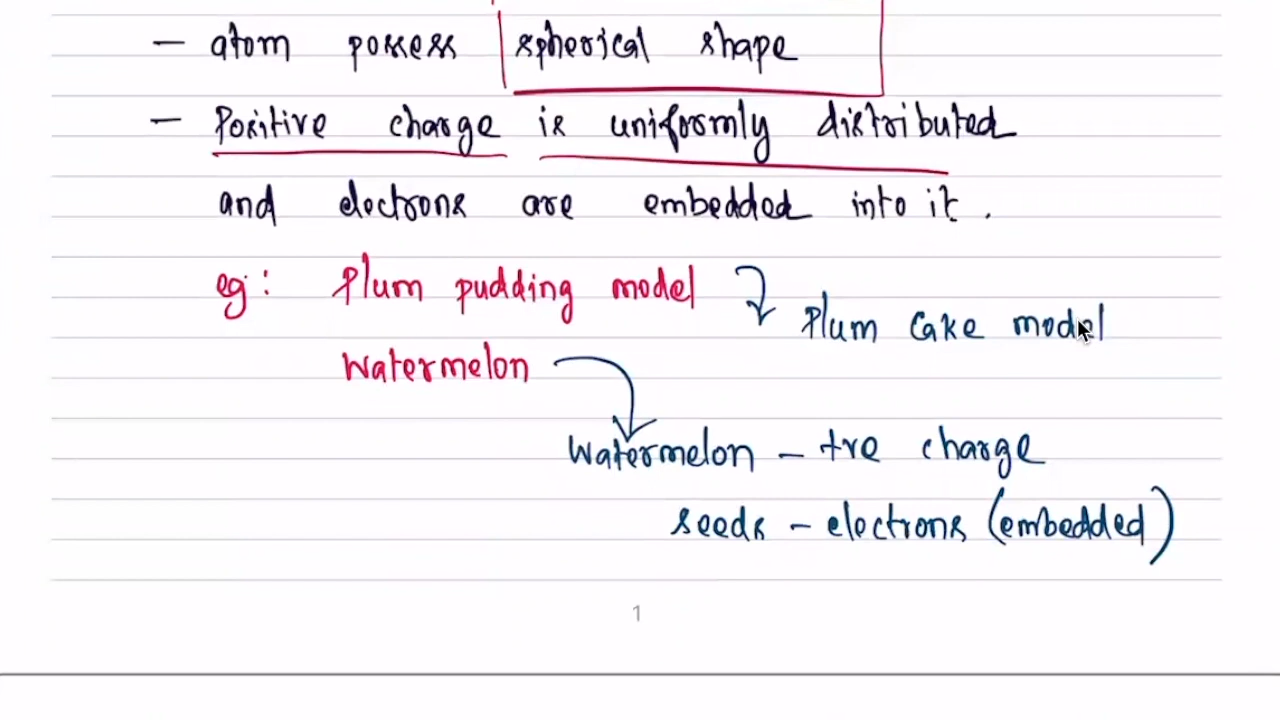 - atom possess spherical shape
- Positive charge is uniformly distributed
and electrons are embedded into it.
eg: Plum pudding model
Plum Cake model
Watermelon
Watermelon - +ve charge
seeds - electrons (embedded)
1